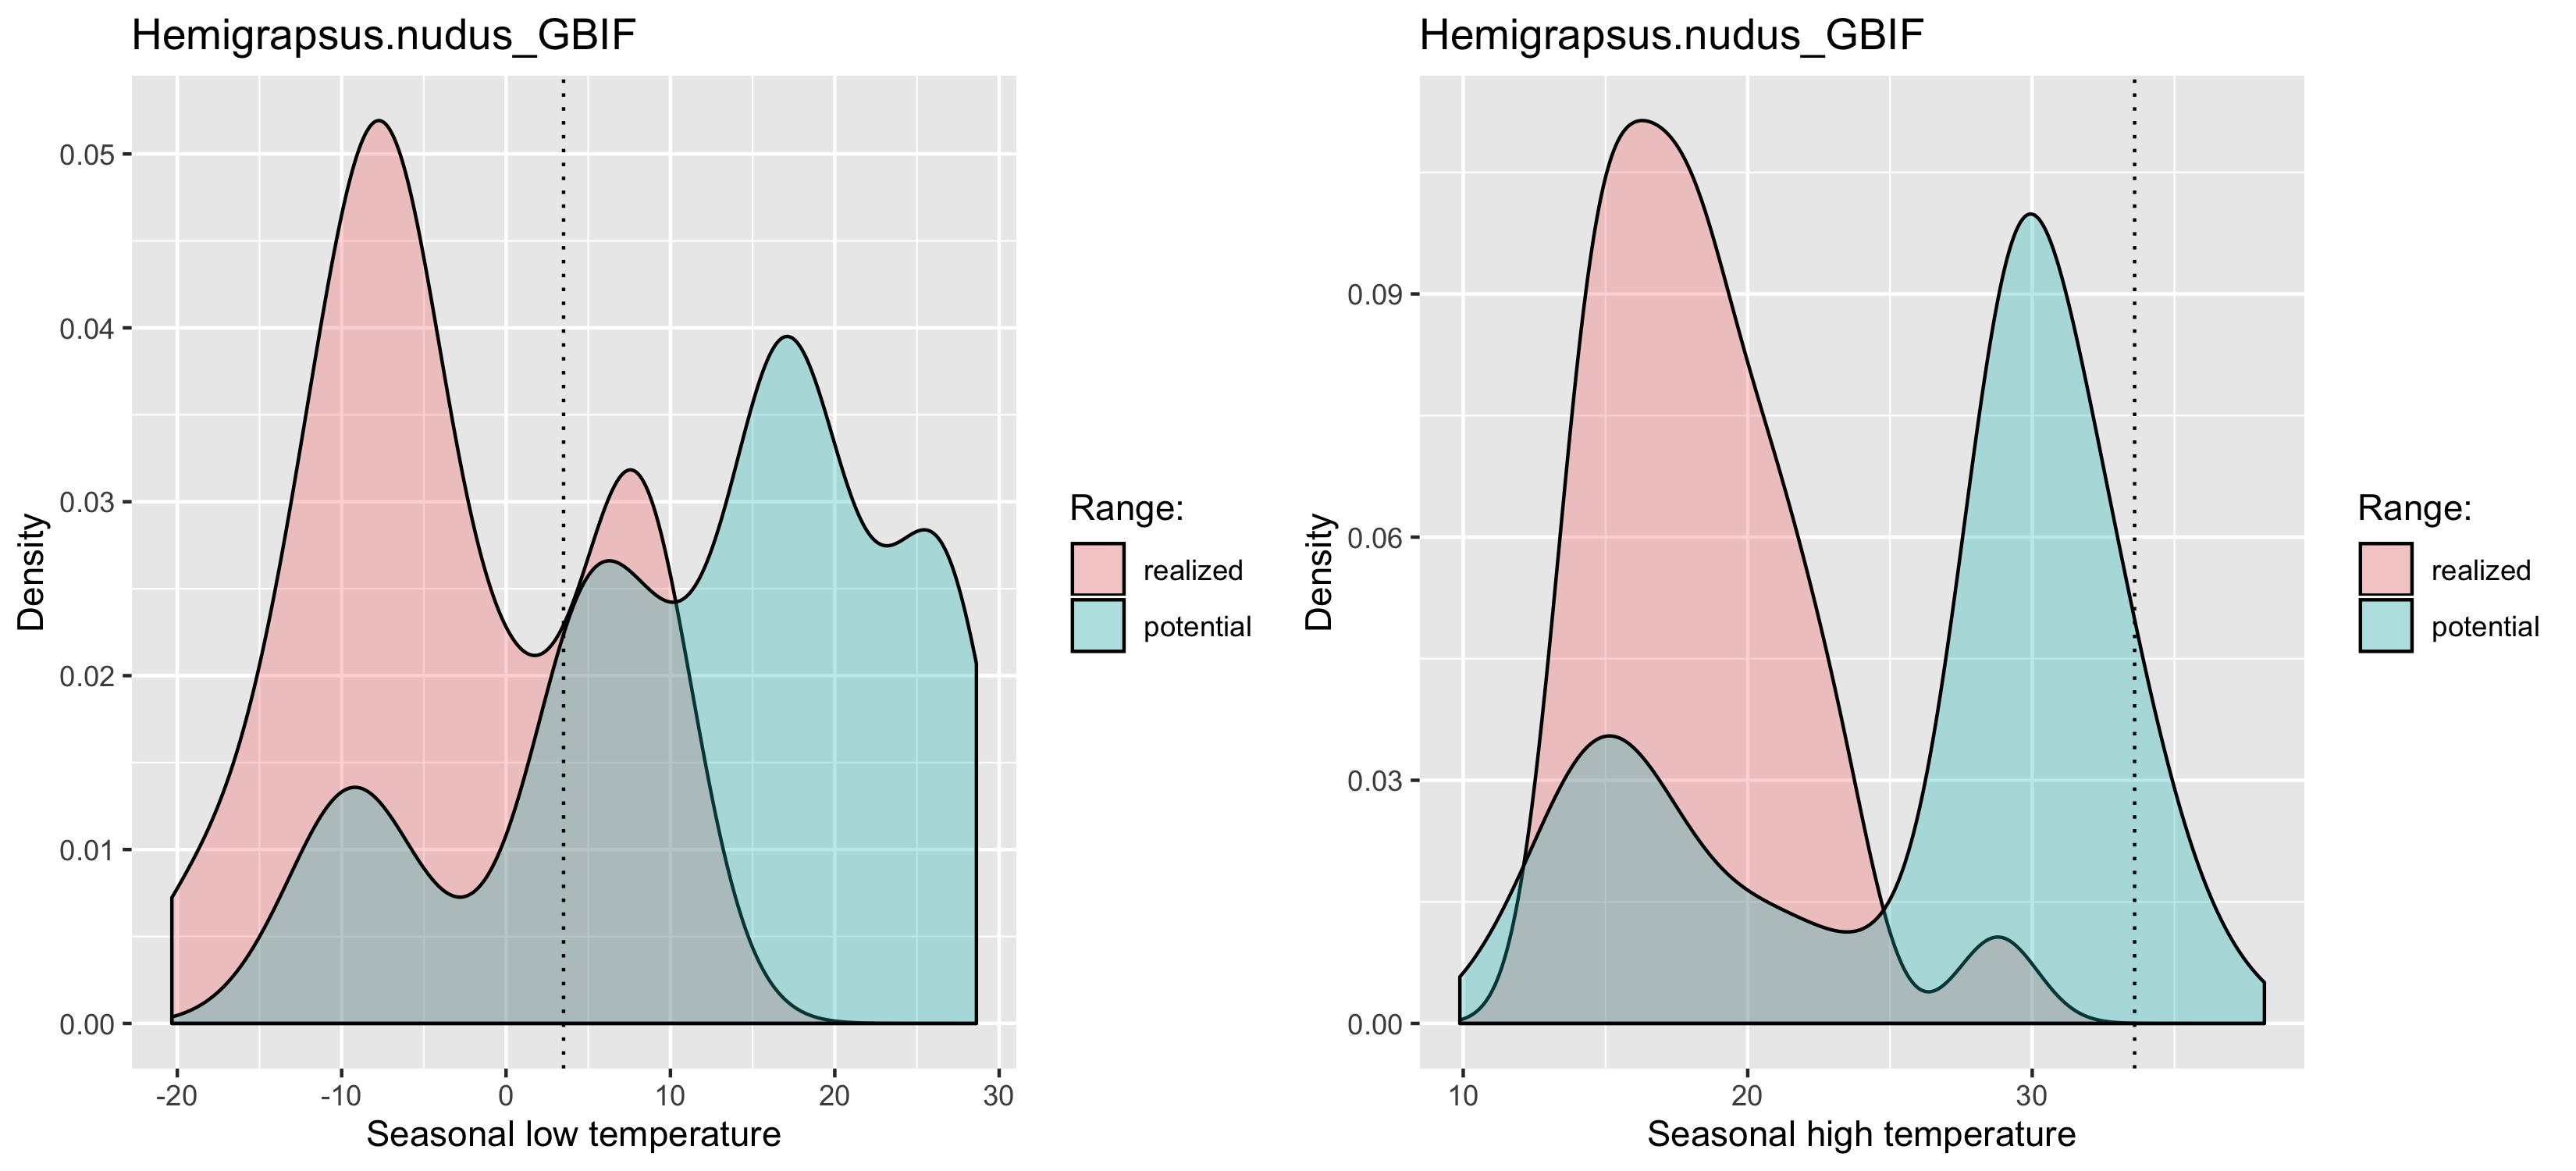 Hemigrapsus.nudus_GBIF
0.05
0.04
0.03
0.02
0.01
0.00
Density
-20 -10 0 10 20 30
Seasonal low temperature
Range:
realized
potential
Hemigrapsus.nudus_GBIF
0.09
0.06
0.03
0.00
Density
10 20 30
Seasonal high temperature
Range:
realized
potential